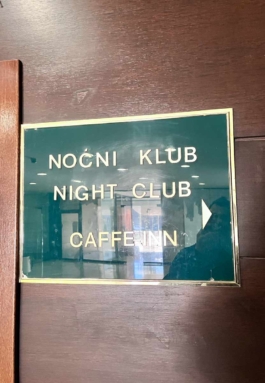 NOĆNI KLUB
NIGHT CLUB
CAFFE INN